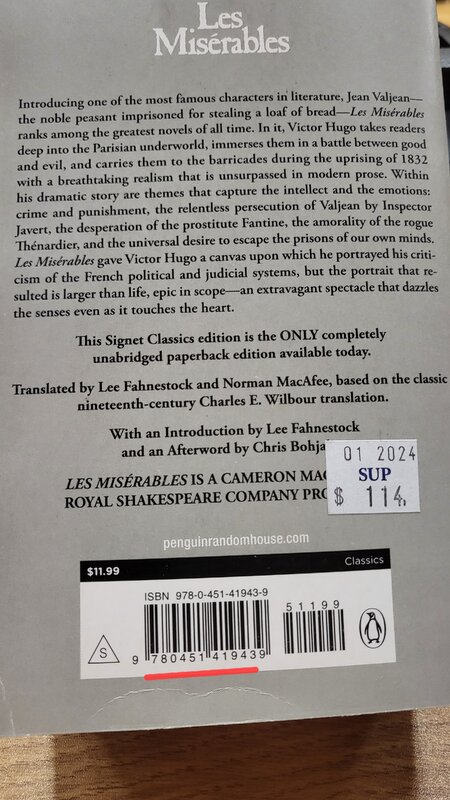 Les
Misérables
Introducing one of the most famous characters in literature, Jean Valjean—
the noble peasant imprisoned for stealing a loaf of bread—Les Misérables
ranks among the greatest novels of all time. In it, Victor Hugo takes readers
deep into the Parisian underworld, immerses them in a battle between good
and evil, and carries them to the barricades during the uprising of 1832
with a breathtaking realism that is unsurpassed in modern prose. Within
his dramatic story are themes that capture the intellect and the emotions:
crime and punishment, the relentless persecution of Valjean by Inspector
Javert, the desperation of the prostitute Fantine, the amorality of the rogue
Thénardier, and the universal desire to escape the prisons of our own minds.
Les Misérables gave Victor Hugo a canvas upon which he portrayed his criti-
cism of the French political and judicial systems, but the portrait that re-
sulted is larger than life, epic in scope—an extravagant spectacle that dazzles
the senses even as it touches the heart.
This Signet Classics edition is the ONLY completely
unabridged paperback edition available today.
Translated by Lee Fahnestock and Norman MacAfee, based on the classic
nineteenth-century Charles E. Wilbour translation.
With an Introduction by Lee Fahnestock
and an Afterword by Chris Bohja
LES MISÉRABLES IS A CAMERON MAC
ROYAL SHAKESPEARE COMPANY PRO
01 2024
SUP
$ 114.
penguinrandomhouse.com
$11.99
Classics
ISBN 978-0-451-41943-9
51199
S
9 780451 419439